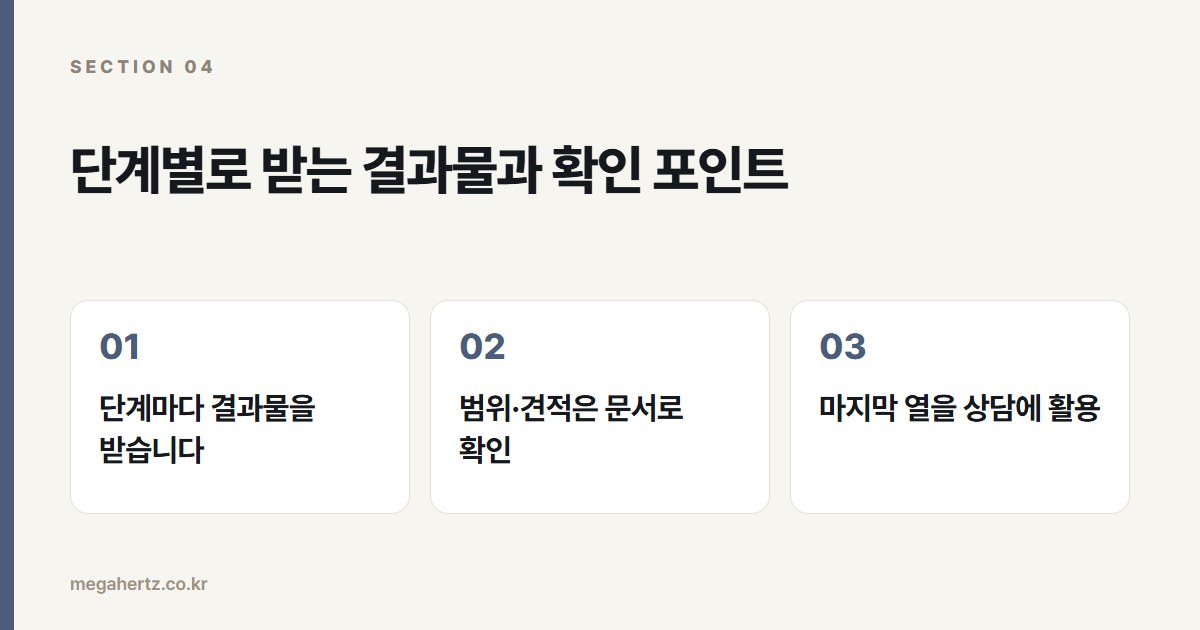 SECTION 04
단계별로 받는 결과물과 확인 포인트
01
단계마다 결과물을
받습니다
02
범위·견적은 문서로
확인
03
마지막 열을 상담에 활용
megahertz.co.kr